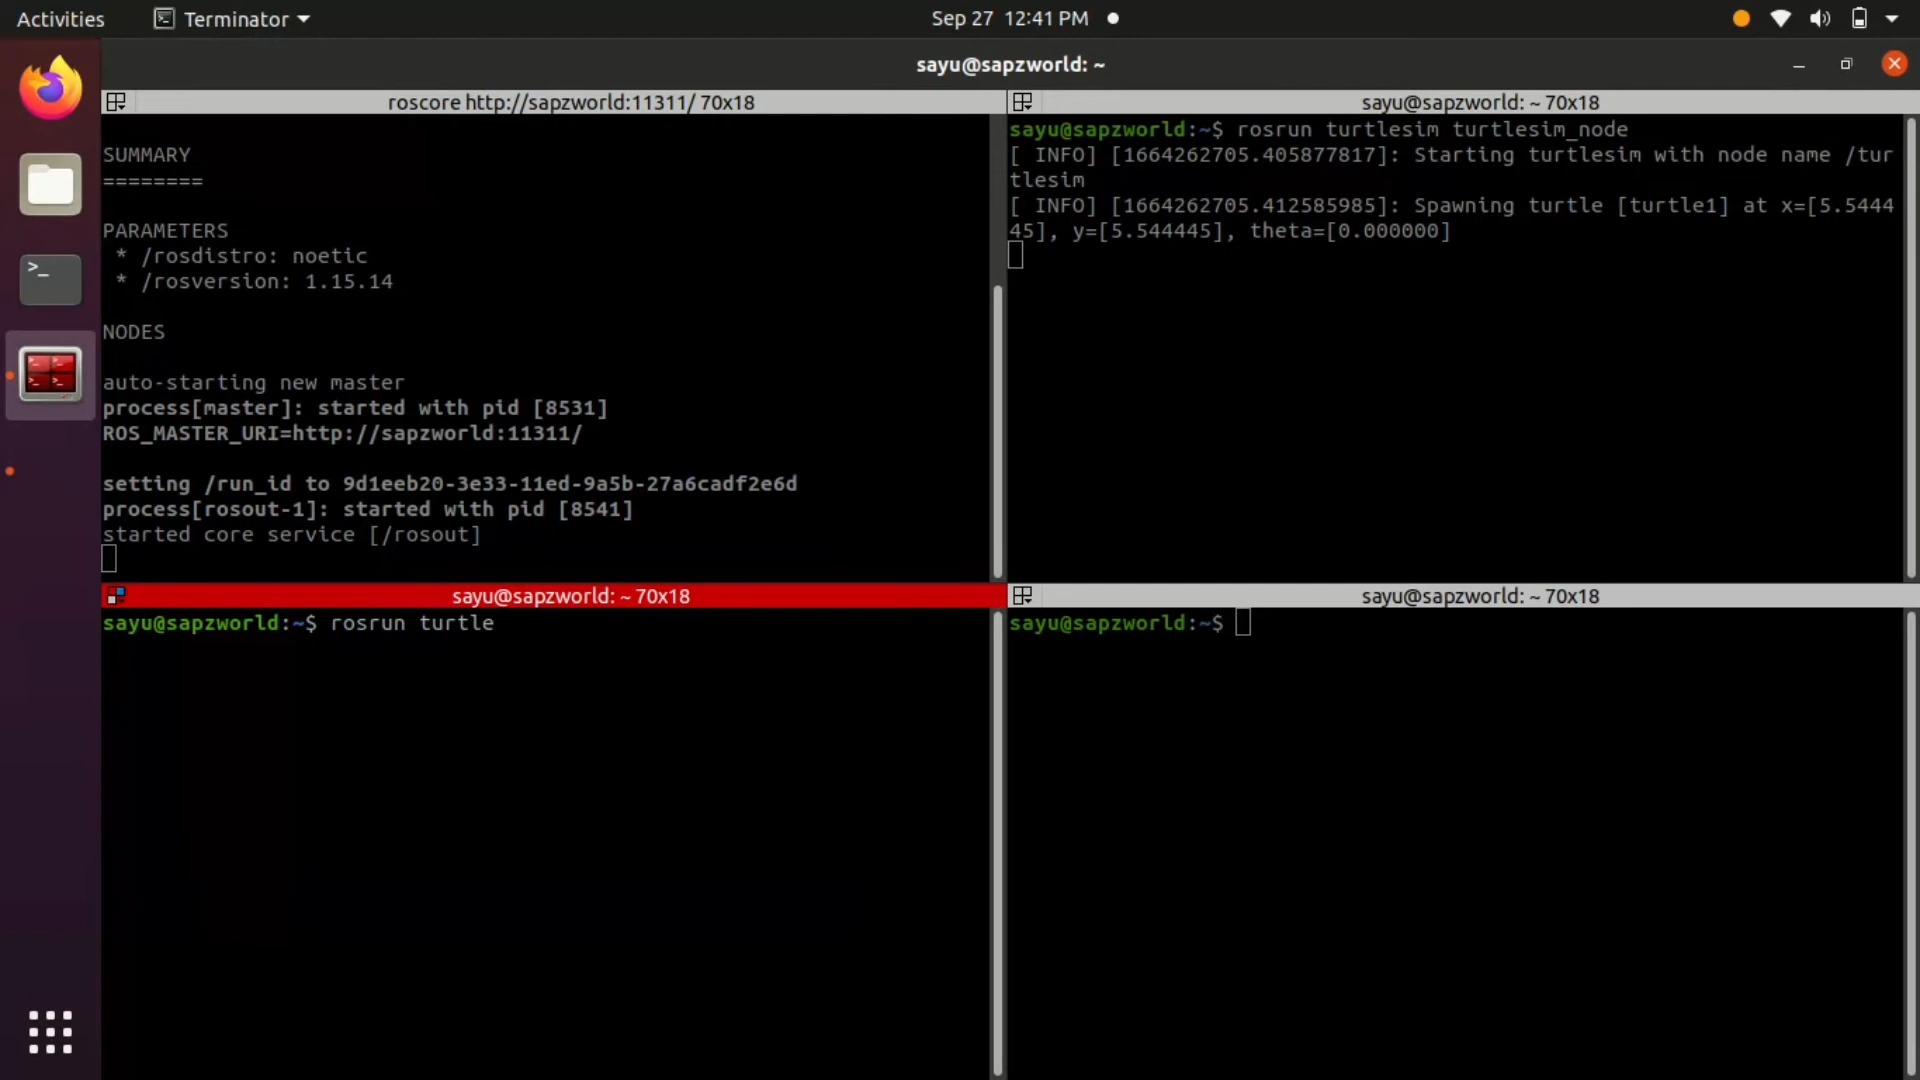 Activities
Terminator
Sep 27 12:41 PM
sayu@sapzworld: ~
roscore http://sapzworld:11311/ 70x18
SUMMARY
========
PARAMETERS
* /rosdistro: noetic
* /rosversion: 1.15.14
NODES
auto-starting new master
process[master]: started with pid [8531]
ROS_MASTER_URI=http://sapzworld:11311/
setting /run_id to 9d1eeb20-3e33-11ed-9a5b-27a6cadf2e6d
process[rosout-1]: started with pid [8541]
started core service [/rosout]
sayu@sapzworld: ~ 70x18
sayu@sapzworld:~$ rosrun turtlesim turtlesim_node
[ INFO] [1664262705.405877817]: Starting turtlesim with node name /tur
tlesim
[ INFO] [1664262705.412585985]: Spawning turtle [turtle1] at x=[5.5444
45], y=[5.544445], theta=[0.000000]
sayu@sapzworld: ~ 70x18
sayu@sapzworld:~$ rosrun turtle
sayu@sapzworld: ~ 70x18
sayu@sapzworld:~$